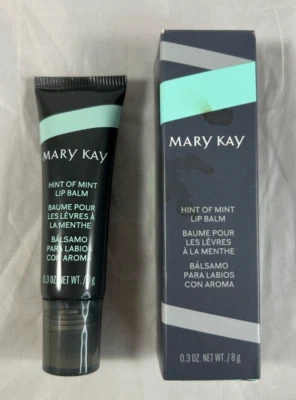 MARY KAY
HINT OF MINT
LIP BALM
BAUME POUR
LES LÈVRES À
LA MENTHE
BÁLSAMO
PARA LABIOS
CON AROMA
0.3 OZ. NET WT. / 8 g
MARY KAY
HINT OF MINT
LIP BALM
BAUME POUR
LES LÈVRES À
LA MENTHE
BÁLSAMO
PARA LABIOS
CON AROMA
0.3 OZ. NET WT. / 8 g